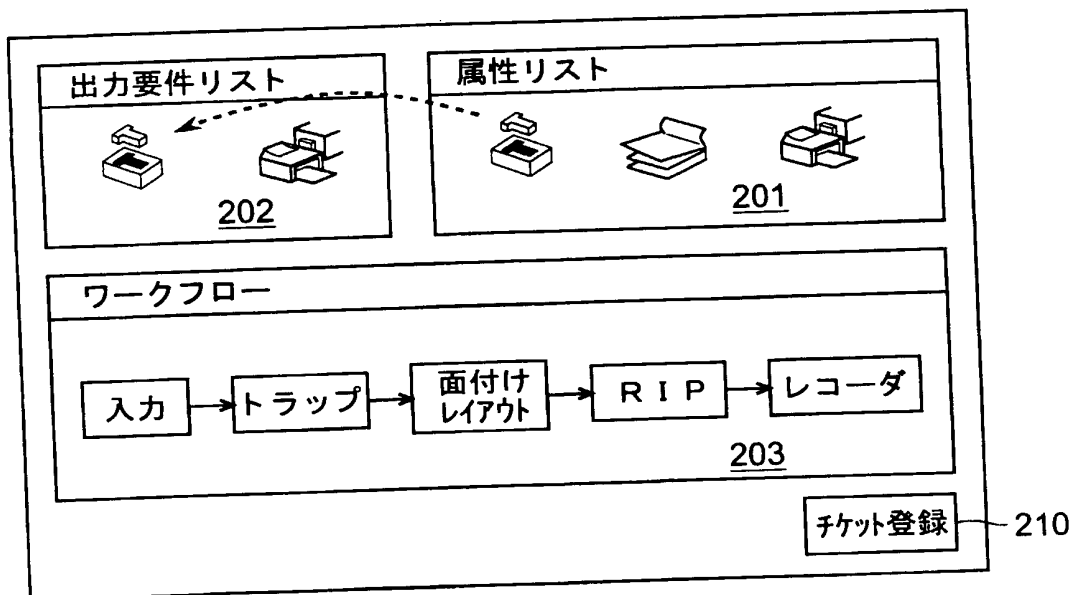 出力要件リスト
属性リスト
202
201
ワークフロー
入力
トラップ
面付け
レイアウト
RIP
レコーダ
203
チケット登録
210